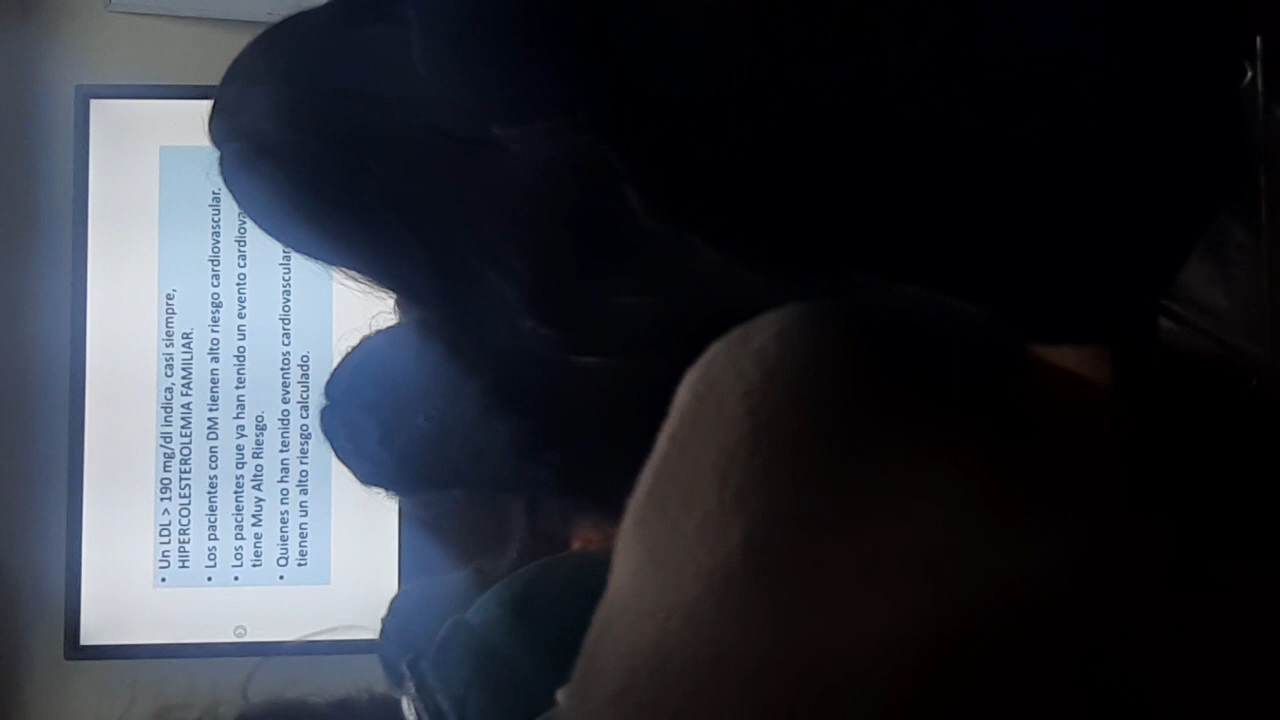 • Un LDL > 190 mg/dl indica, casi siempre,
HIPERCOLESTEROLEMIA FAMILIAR.
• Los pacientes con DM tienen alto riesgo cardiovascular.
• Los pacientes que ya han tenido un evento cardiova
tiene Muy Alto Riesgo.
• Quienes no han tenido eventos cardiovascular
tienen un alto riesgo calculado.